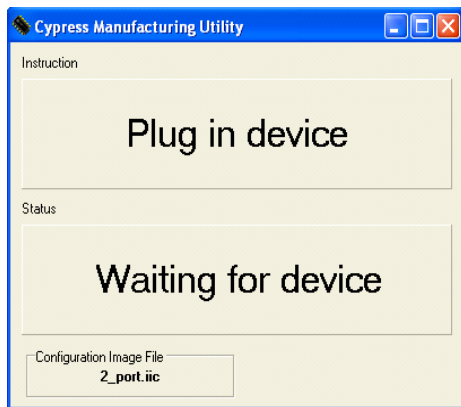 Cypress Manufacturing Utility
Instruction
Plug in device
Status
Waiting for device
Configuration Image File
2_port.iic